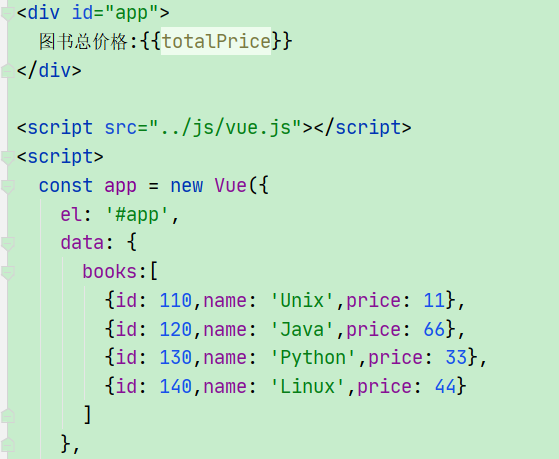 <div id="app">
图书总价格:{{totalPrice}}
</div>
<script src="../js/vue.js"></script>
<script>
const app = new Vue({
el: '#app',
data: {
books:[
{id: 110,name: 'Unix',price: 11},
{id: 120,name: 'Java',price: 66},
{id: 130,name: 'Python',price: 33},
{id: 140,name: 'Linux',price: 44}
]
},